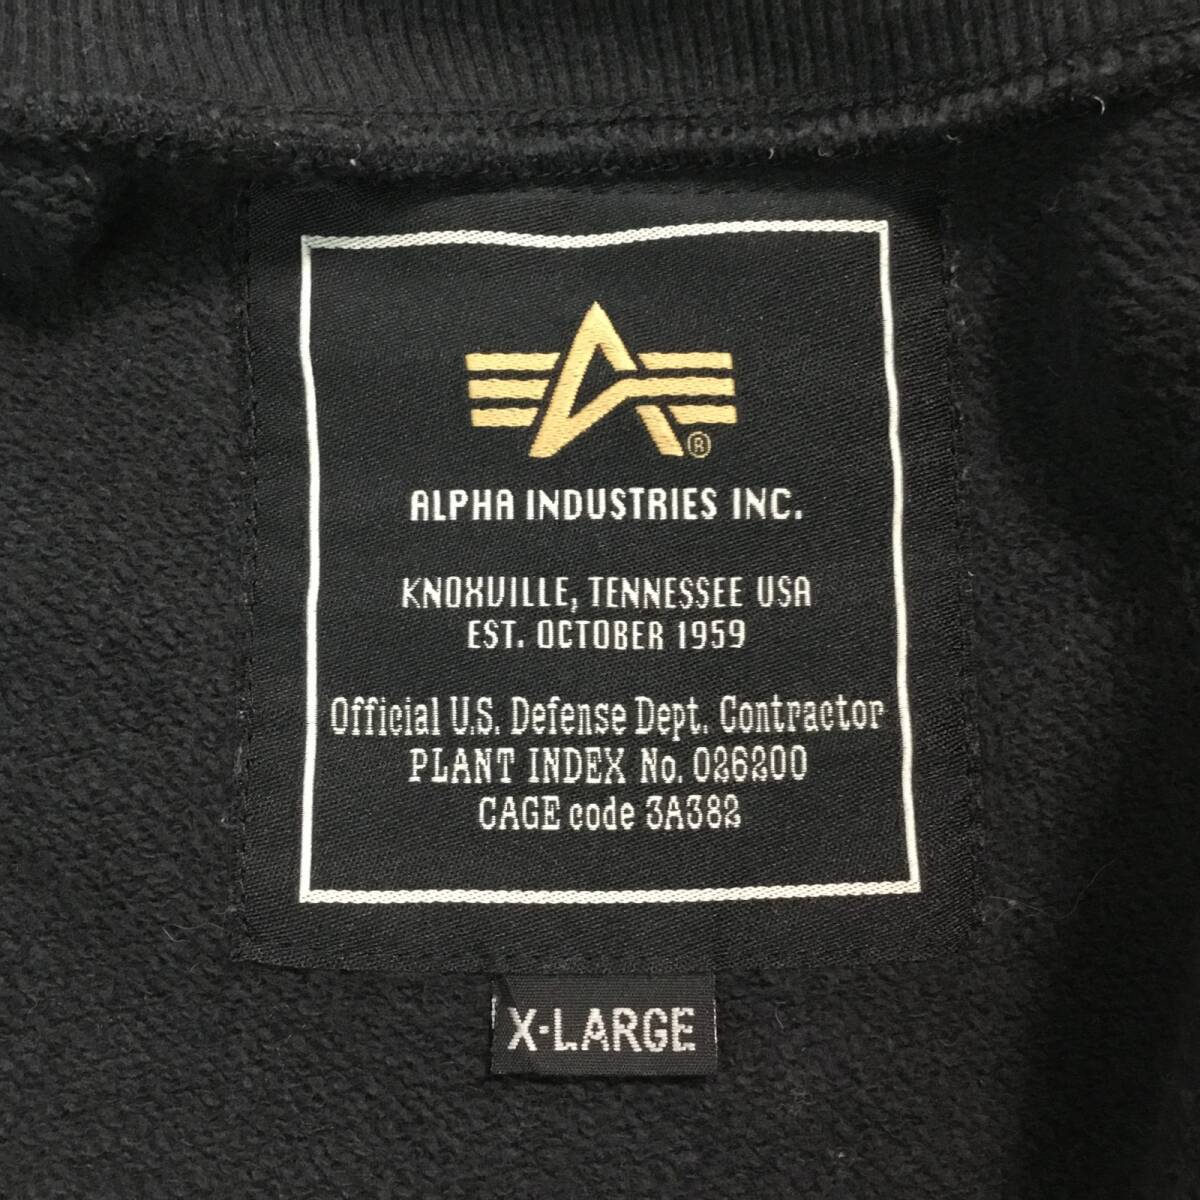 ®
ALPHA INDUSTRIES INC.
KNOXVILLE, TENNESSEE USA
EST. OCTOBER 1959
Official U.S. Defense Dept. Contractor
PLANT INDEX No. 026200
CAGE code 3A382
X-LARGE